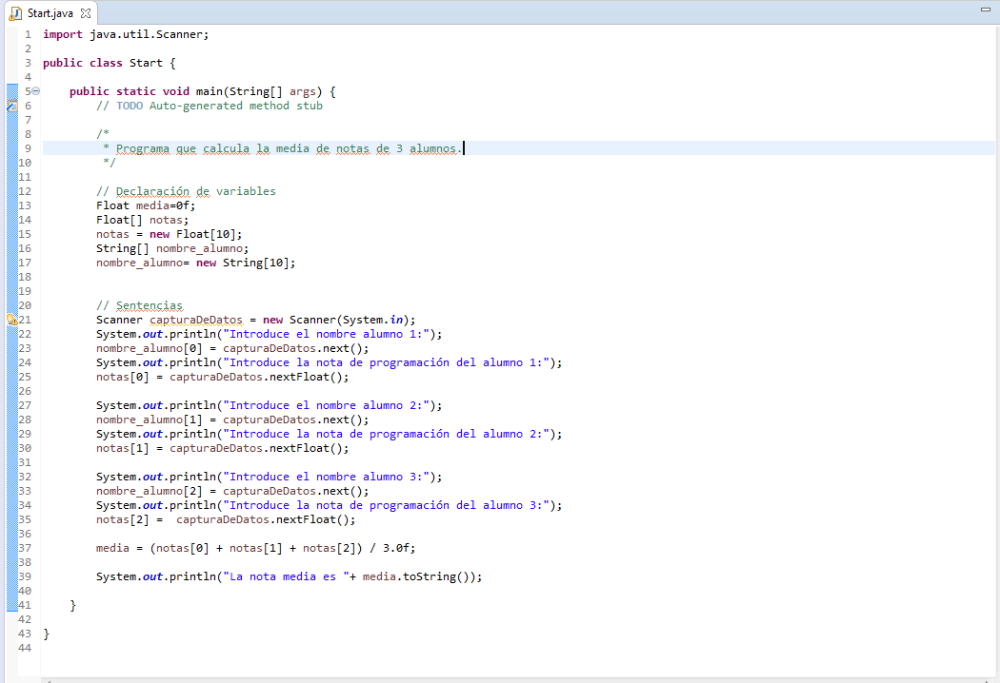 Start.java
1 import java.util.Scanner;
2
3 public class Start {
4
5 public static void main(String[] args) {
6 // TODO Auto-generated method stub
7
8 /*
9 * Programa que calcula la media de notas de 3 alumnos.
10 */
11
12 // Declaración de variables
13 Float media=0f;
14 Float[] notas;
15 notas = new Float[10];
16 String[] nombre_alumno;
17 nombre_alumno= new String[10];
18
19
20 // Sentencias
21 Scanner capturaDeDatos = new Scanner(System.in);
22 System.out.println("Introduce el nombre alumno 1:");
23 nombre_alumno[0] = capturaDeDatos.next();
24 System.out.println("Introduce la nota de programación del alumno 1:");
25 notas[0] = capturaDeDatos.nextFloat();
26
27 System.out.println("Introduce el nombre alumno 2:");
28 nombre_alumno[1] = capturaDeDatos.next();
29 System.out.println("Introduce la nota de programación del alumno 2:");
30 notas[1] = capturaDeDatos.nextFloat();
31
32 System.out.println("Introduce el nombre alumno 3:");
33 nombre_alumno[2] = capturaDeDatos.next();
34 System.out.println("Introduce la nota de programación del alumno 3:");
35 notas[2] =  capturaDeDatos.nextFloat();
36
37 media = (notas[0] + notas[1] + notas[2]) / 3.0f;
38
39 System.out.println("La nota media es "+ media.toString());
40
41 }
42
43 }
44